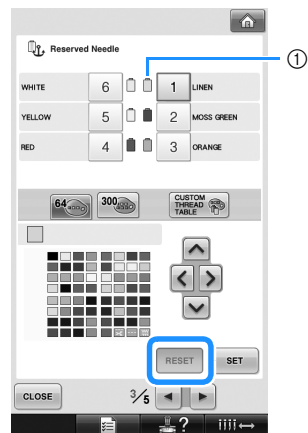 Reserved Needle
①
WHITE 6 1 LINEN
YELLOW 5 2 MOSS GREEN
RED 4 3 ORANGE
64 300 CUSTOM
THREAD
TABLE
RESET SET
CLOSE 3/5
?